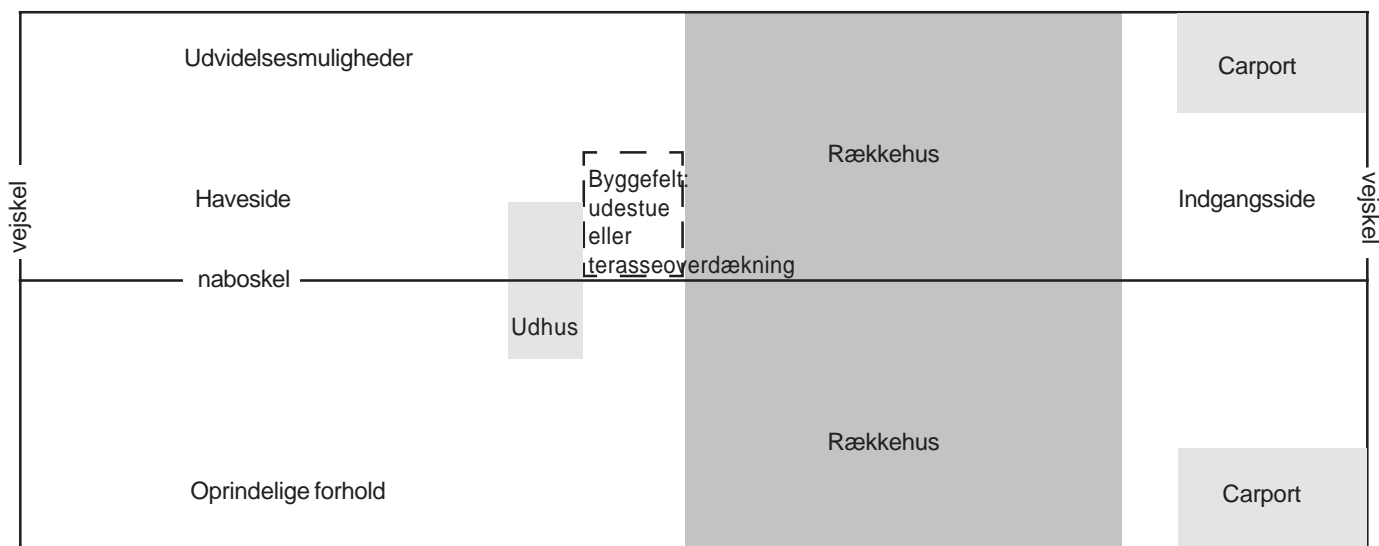 Udvidelsesmuligheder
Carport
Rækkehus
Byggefelt:
udestue
eller
terasseoverdækning
vejskel
Haveside
Indgangsside
vejskel
naboskel
Udhus
Rækkehus
Oprindelige forhold
Carport